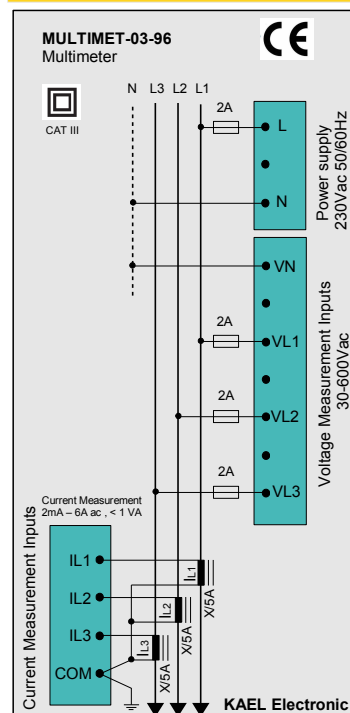 MULTIMET-03-96
Multimeter
CE
CAT III
N L3 L2 L1
2A
L
N
Power supply
230Vac 50/60Hz
VN
2A
VL1
2A
VL2
2A
VL3
Voltage Measurement Inputs
30-600Vac
Current Measurement
2mA – 6A ac , < 1 VA
Current Measurement Inputs
IL1
IL2
IL3
COM
IL1
X/5A
IL2
X/5A
IL3
X/5A
KAEL Electronic